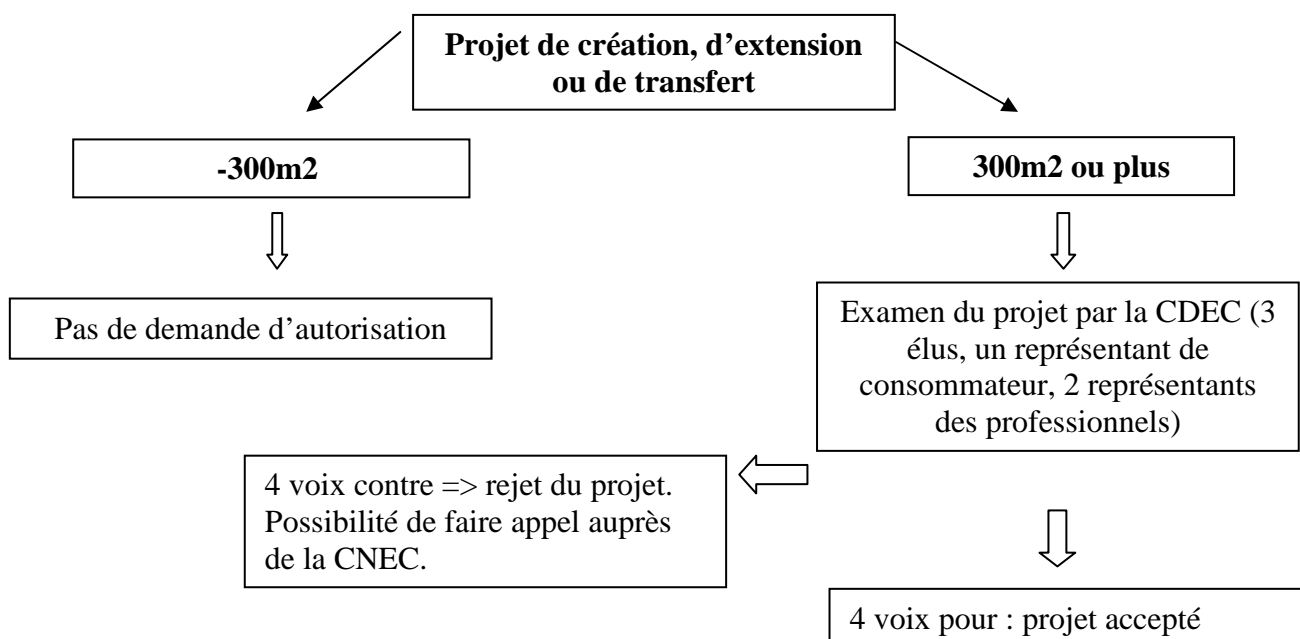 Projet de création, d’extension
ou de transfert
-300m2
300m2 ou plus
Pas de demande d’autorisation
Examen du projet par la CDEC (3
élus, un représentant de
consommateur, 2 représentants
des professionnels)
4 voix contre => rejet du projet.
Possibilité de faire appel auprès
de la CNEC.
4 voix pour : projet accepté